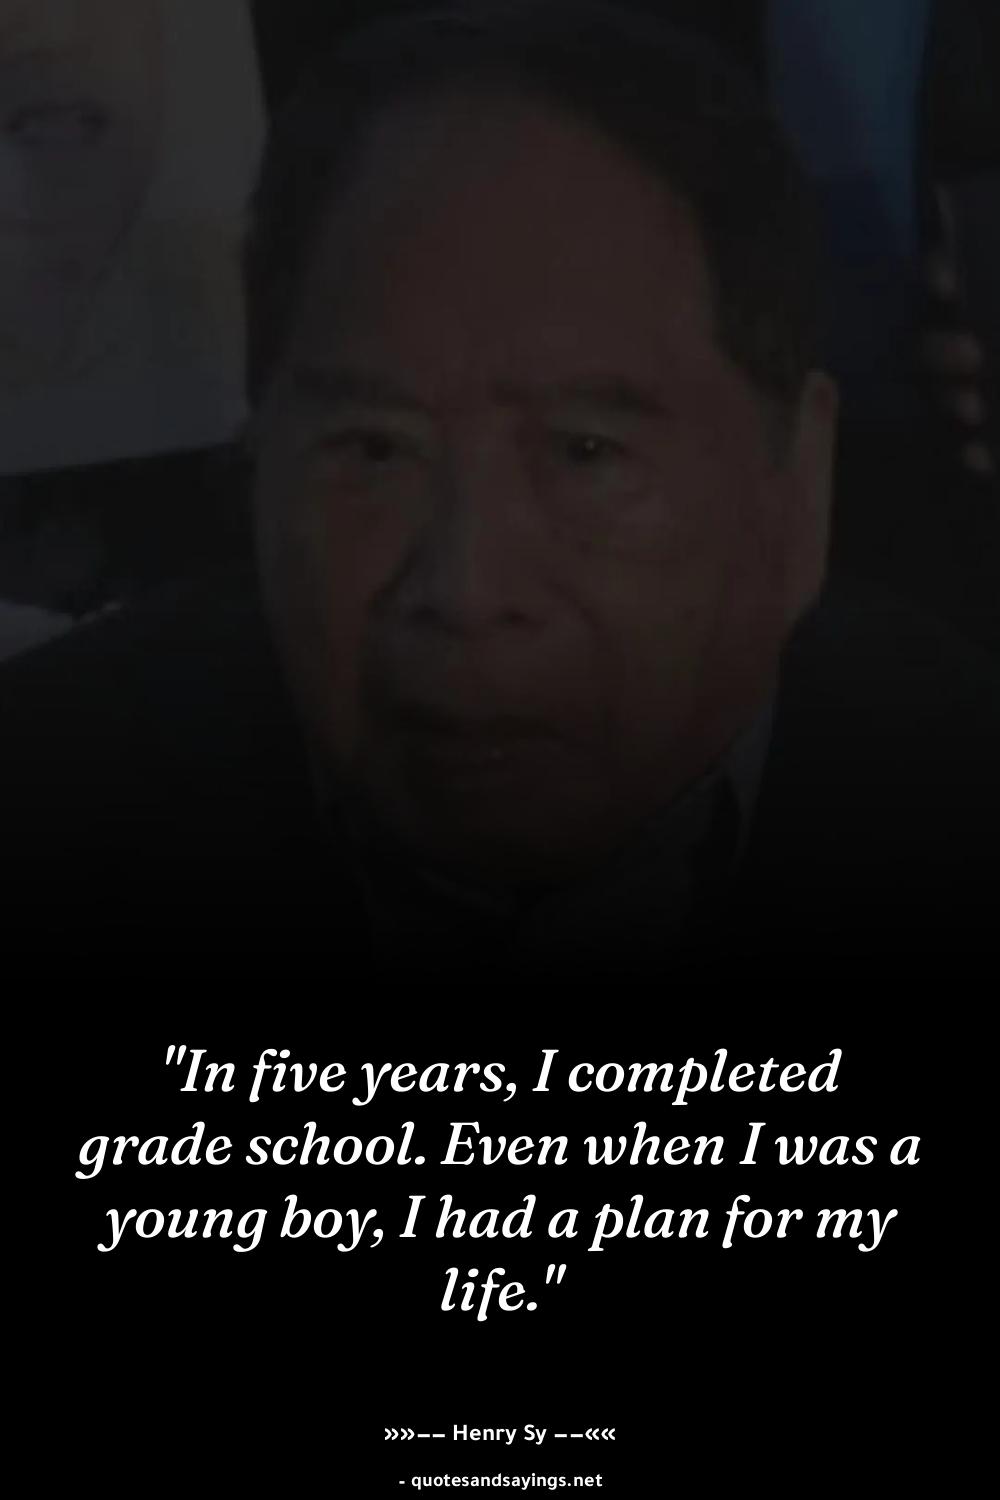 "In five years, I completed
grade school. Even when I was a
young boy, I had a plan for my
life."
»»−− Henry Sy −−««
- quotesandsayings.net